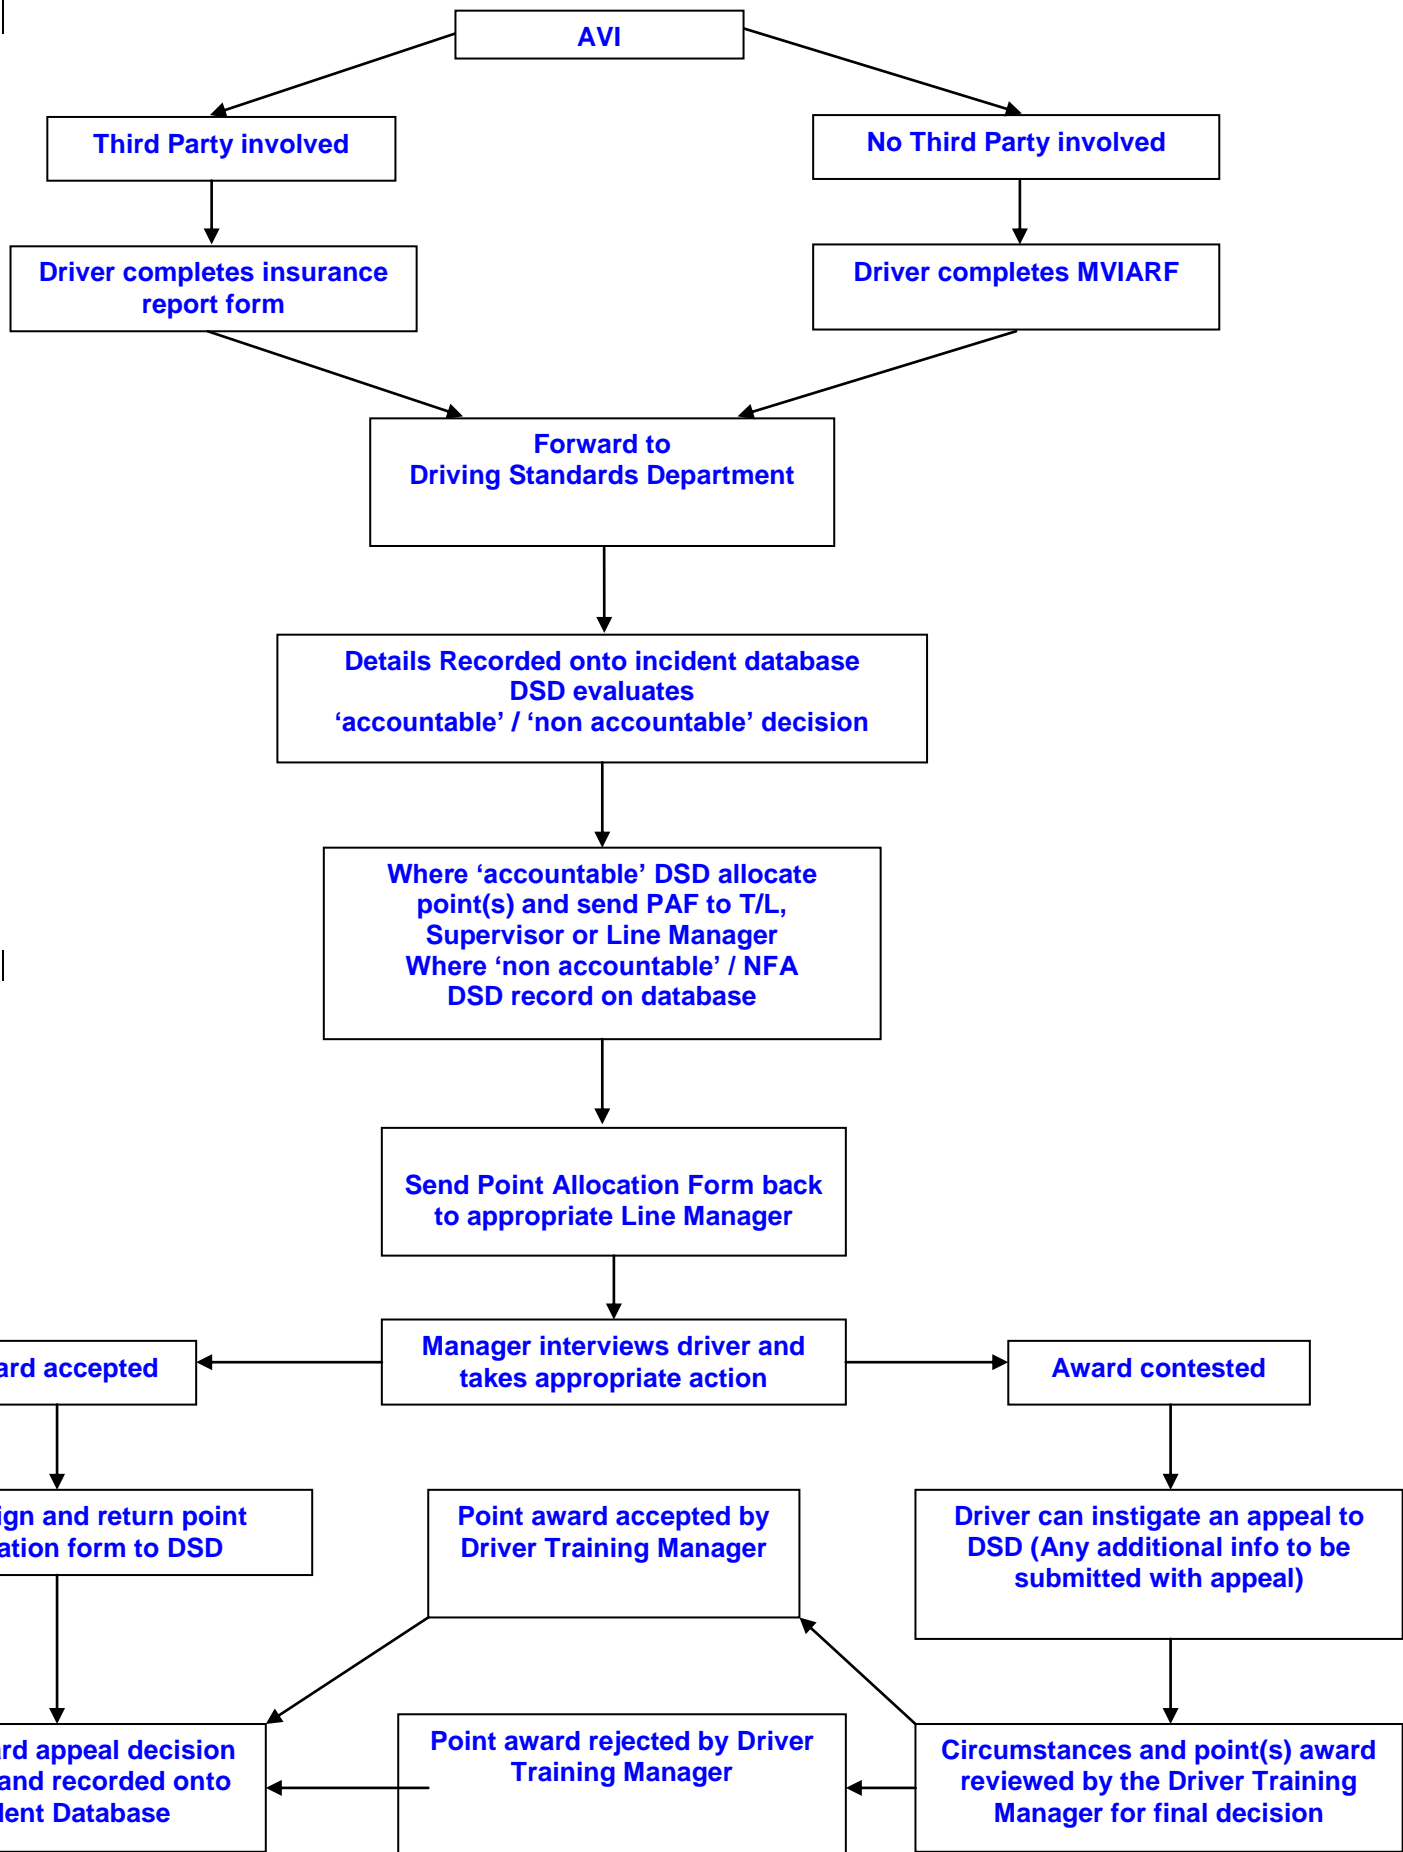 AVI
Third Party involved
No Third Party involved
Driver completes insurance
report form
Driver completes MVIARF
Forward to
Driving Standards Department
Details Recorded onto incident database
DSD evaluates
‘accountable’ / ‘non accountable’ decision
Where ‘accountable’ DSD allocate
point(s) and send PAF to T/L,
Supervisor or Line Manager
Where ‘non accountable’ / NFA
DSD record on database
Send Point Allocation Form back
to appropriate Line Manager
accepted
Manager interviews driver and
takes appropriate action
Award contested
and return point
form to DSD
Point award accepted by
Driver Training Manager
Driver can instigate an appeal to
DSD (Any additional info to be
submitted with appeal)
appeal decision
and recorded onto
Database
Point award rejected by Driver
Training Manager
Circumstances and point(s) award
reviewed by the Driver Training
Manager for final decision